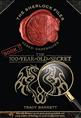 THE SHERLOCK FILES
BOOK 1
THE
100-YEAR-OLD
SECRET
TRACY BARRETT